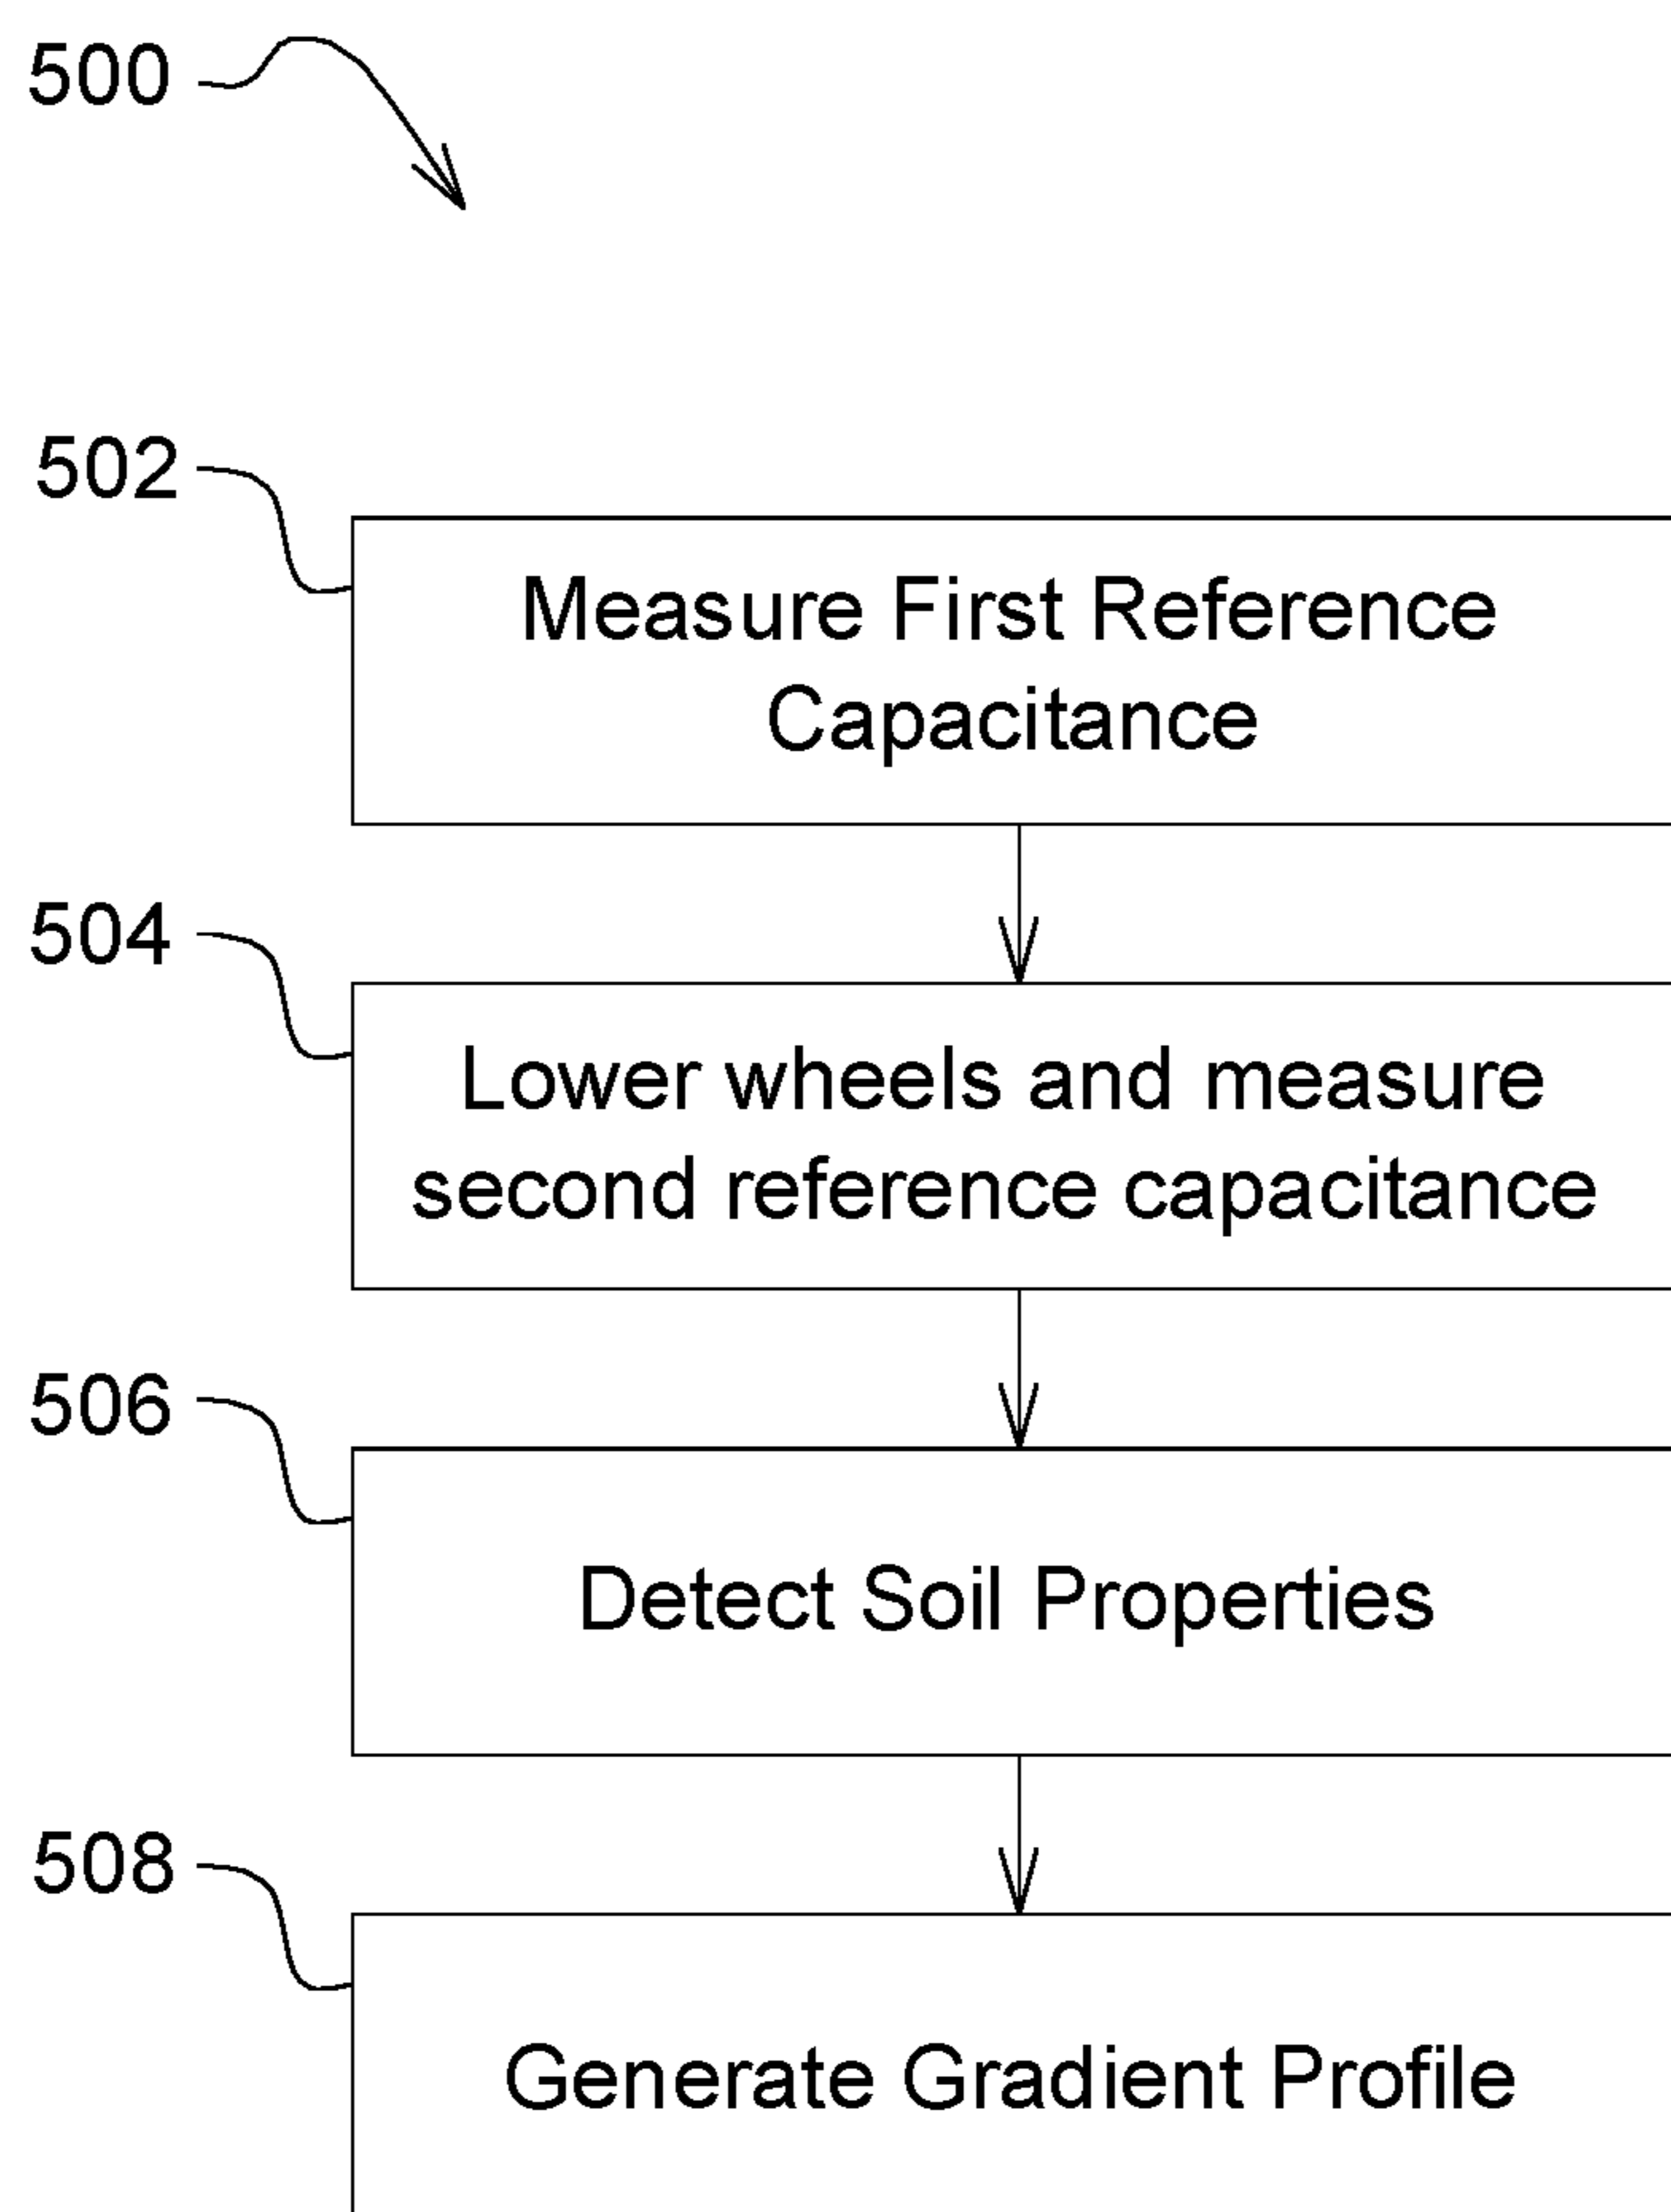 500
502
Measure First Reference
Capacitance
504
Lower wheels and measure
second reference capacitance
506
Detect Soil Properties
508
Generate Gradient Profile